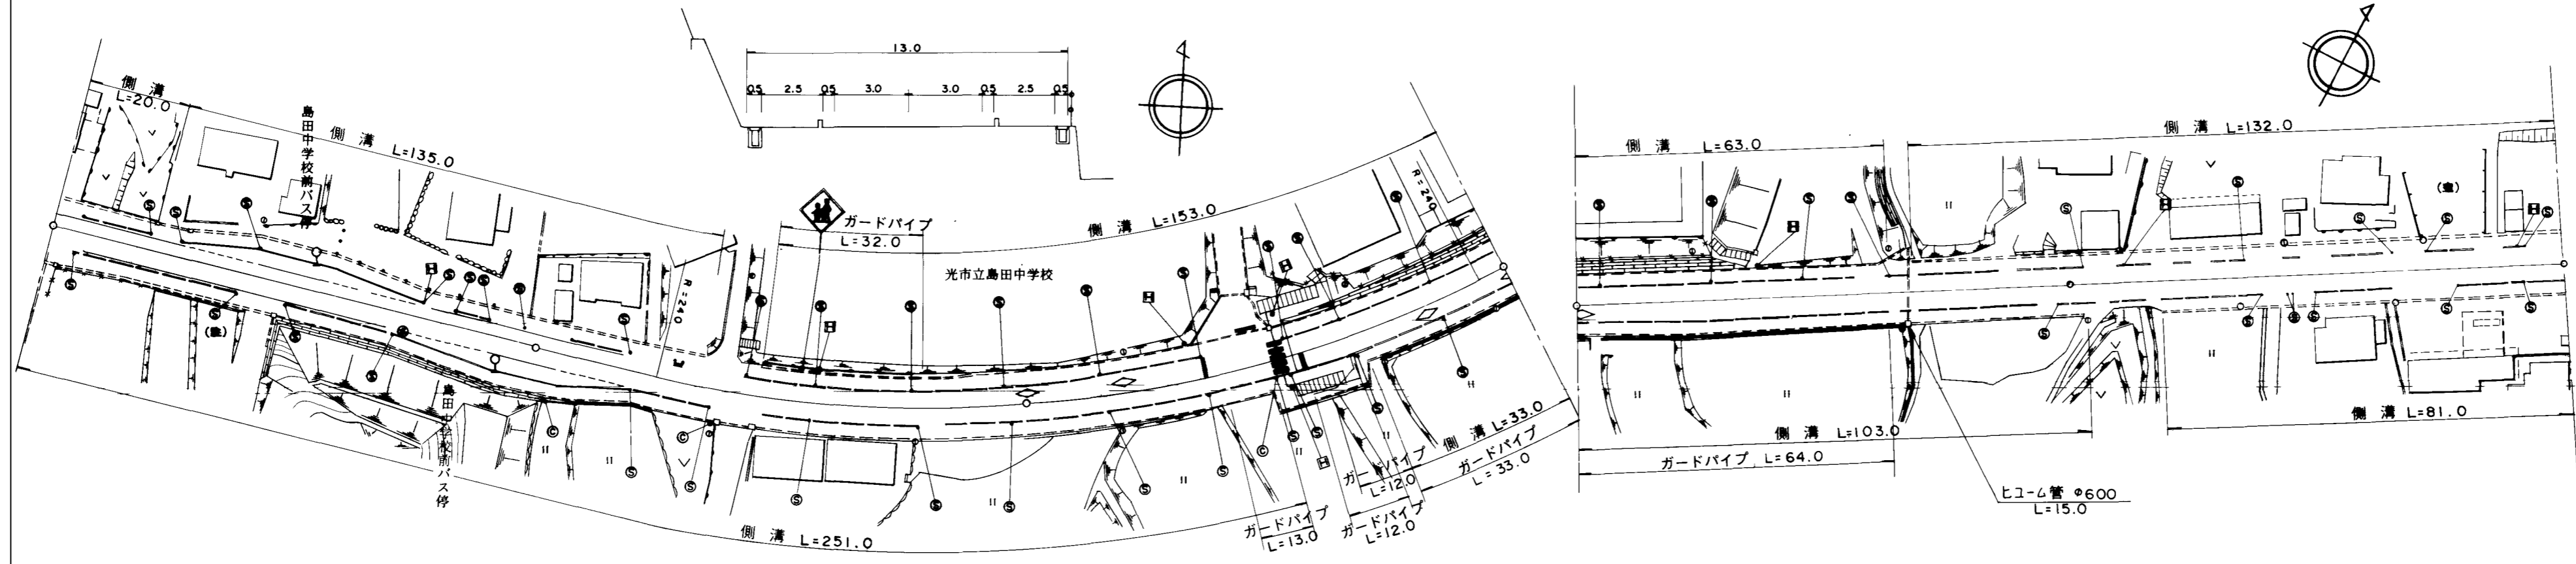 13.0
0.5 2.5 0.5 3.0 3.0 0.5 2.5 0.5
側溝
L=20.0
島田中学校前バス停
側溝 L=135.0
R=240
ガードパイプ
L=32.0
側溝 L=153.0
光市立島田中学校
R=240
島田中学校前バス停
側溝 L=251.0
ガードパイプ
L=13.0
ガードパイプ
L=12.0
ガードパイプ
L=12.0
側溝 L=33.0
ガードパイプ
L=33.0
側溝 L=63.0
側溝 L=132.0
側溝 L=103.0
ガードパイプ L=64.0
側溝 L=81.0
ヒューム管 φ600
L=15.0